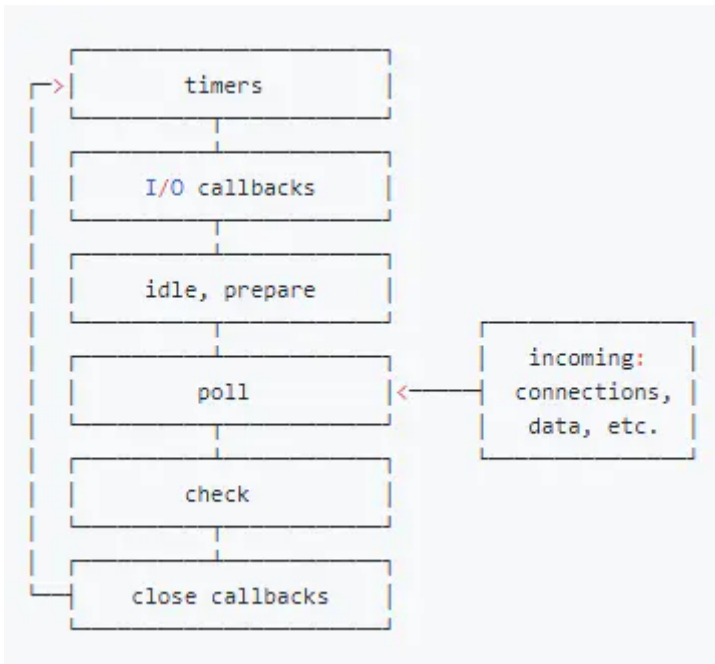 timers
I/O callbacks
idle, prepare
poll
incoming:
connections,
data, etc.
check
close callbacks